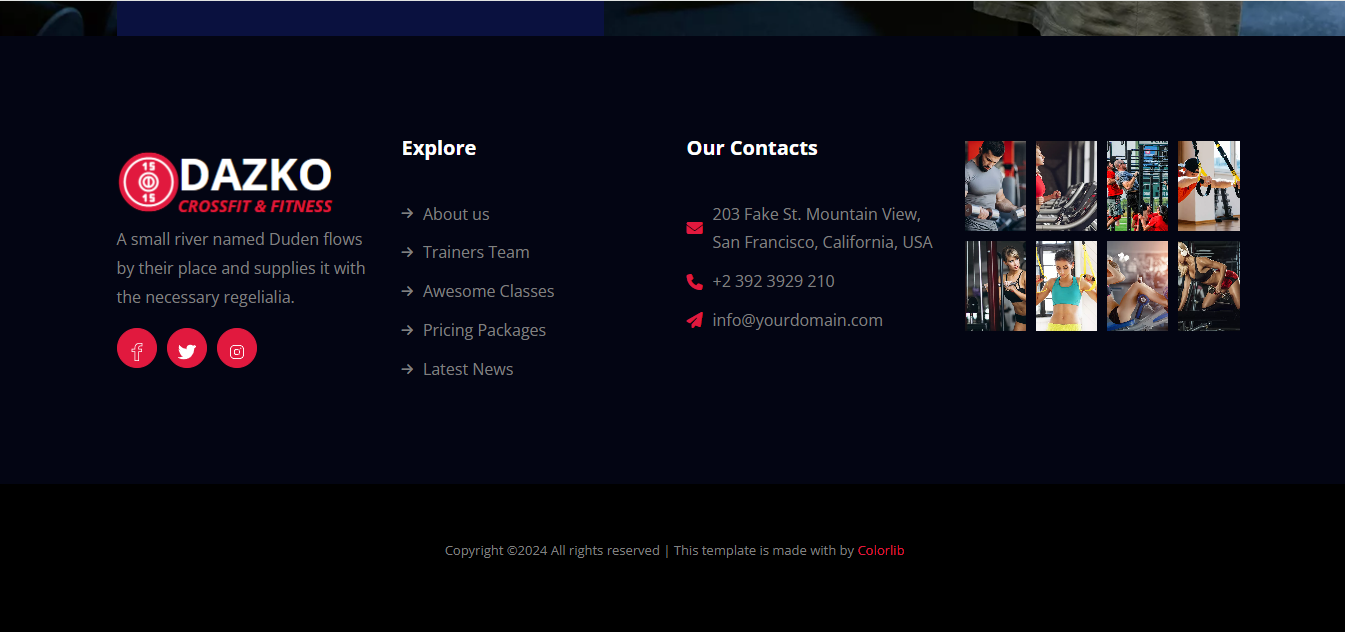 15
15
DAZKO
CROSSFIT & FITNESS
A small river named Duden flows
by their place and supplies it with
the necessary regelialia.
Explore
About us
Trainers Team
Awesome Classes
Pricing Packages
Latest News
Our Contacts
203 Fake St. Mountain View,
San Francisco, California, USA
+2 392 3929 210
info@yourdomain.com
Copyright ©2024 All rights reserved | This template is made with by Colorlib